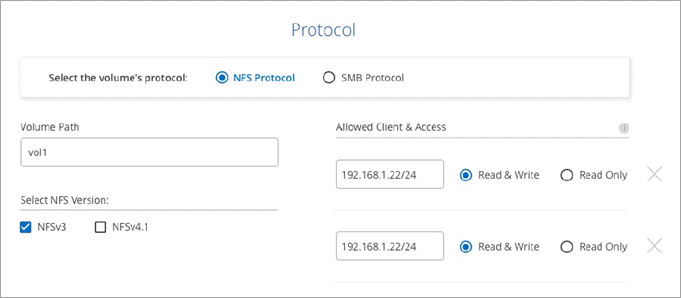 Protocol
Select the volume's protocol: NFS Protocol SMB Protocol
Volume Path
vol1
Select NFS Version:
NFSv3 NFSv4.1
Allowed Client & Access
192.168.1.22/24 Read & Write Read Only
192.168.1.22/24 Read & Write Read Only